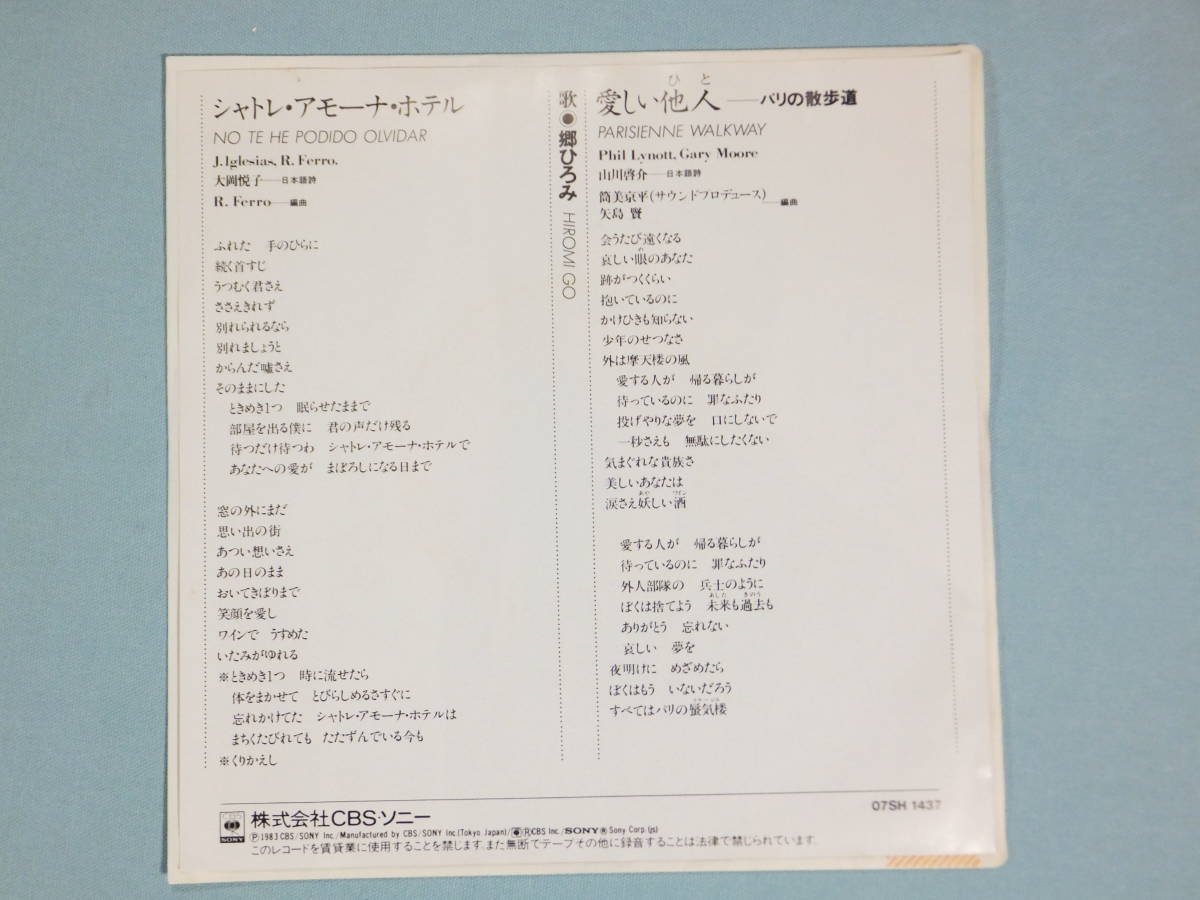 シャトレ・アモーナ・ホテル
NO TE HE PODIDO OLVIDAR
J. Iglesias, R. Ferro.
大岡悦子――日本語詩
R. Ferro――編曲
ふれた 手のひらに
続く首すじ
うつむく君さえ
ささえきれず
別れられるなら
別れましょうと
からんだ嘘さえ
そのままにした
ときめき1つ 眠らせたままで
部屋を出る僕に 君の声だけ残る
待つだけ待つわ シャトレ・アモーナ・ホテルで
あなたへの愛が まぼろしになる日まで
窓の外にまだ
思い出の街
あつい想いさえ
あの日のまま
おいてきぼりまで
笑顔を愛し
ワインで うすめた
いたみがゆれる
※ときめき1つ 時に流せたら
体をまかせて とびらしめるさすぐに
忘れかけてた シャトレ・アモーナ・ホテルは
まちくたびれても たたずんでいる今も
※くりかえし
歌●郷ひろみ HIROMI GO
ひと
愛しい他人――パリの散歩道
PARISIENNE WALKWAY
Phil Lynott, Gary Moore
山川啓介――日本語詩
筒美京平(サウンドプロデュース)
矢島 賢
――編曲
会うたび遠くなる
め
哀しい眼のあなた
跡がつくくらい
抱いているのに
かけひきも知らない
少年のせつなさ
外は摩天楼の風
愛する人が 帰る暮らしが
待っているのに 罪なふたり
投げやりな夢を 口にしないで
一秒さえも 無駄にしたくない
気まぐれな貴族さ
美しいあなたは
あや ワイン
涙さえ妖しい酒
愛する人が 帰る暮らしが
待っているのに 罪なふたり
外人部隊の 兵士のように
あした きのう
ぼくは捨てよう 未来も過去も
ありがとう 忘れない
哀しい 夢を
夜明けに めざめたら
ぼくはもう いないだろう
ミラージュ
すべてはパリの蜃気楼
07SH 1437
CBS
SONY
株式会社CBS・ソニー
Ⓟ1983 CBS/SONY Inc./Manufactured by CBS/SONY Inc.(Tokyo Japan)/ⓇCBS Inc./SONY® Sony Corp.(js)
このレコードを賃貸業に使用することを禁じます.また無断でテープその他に録音することは法律で禁じられています.